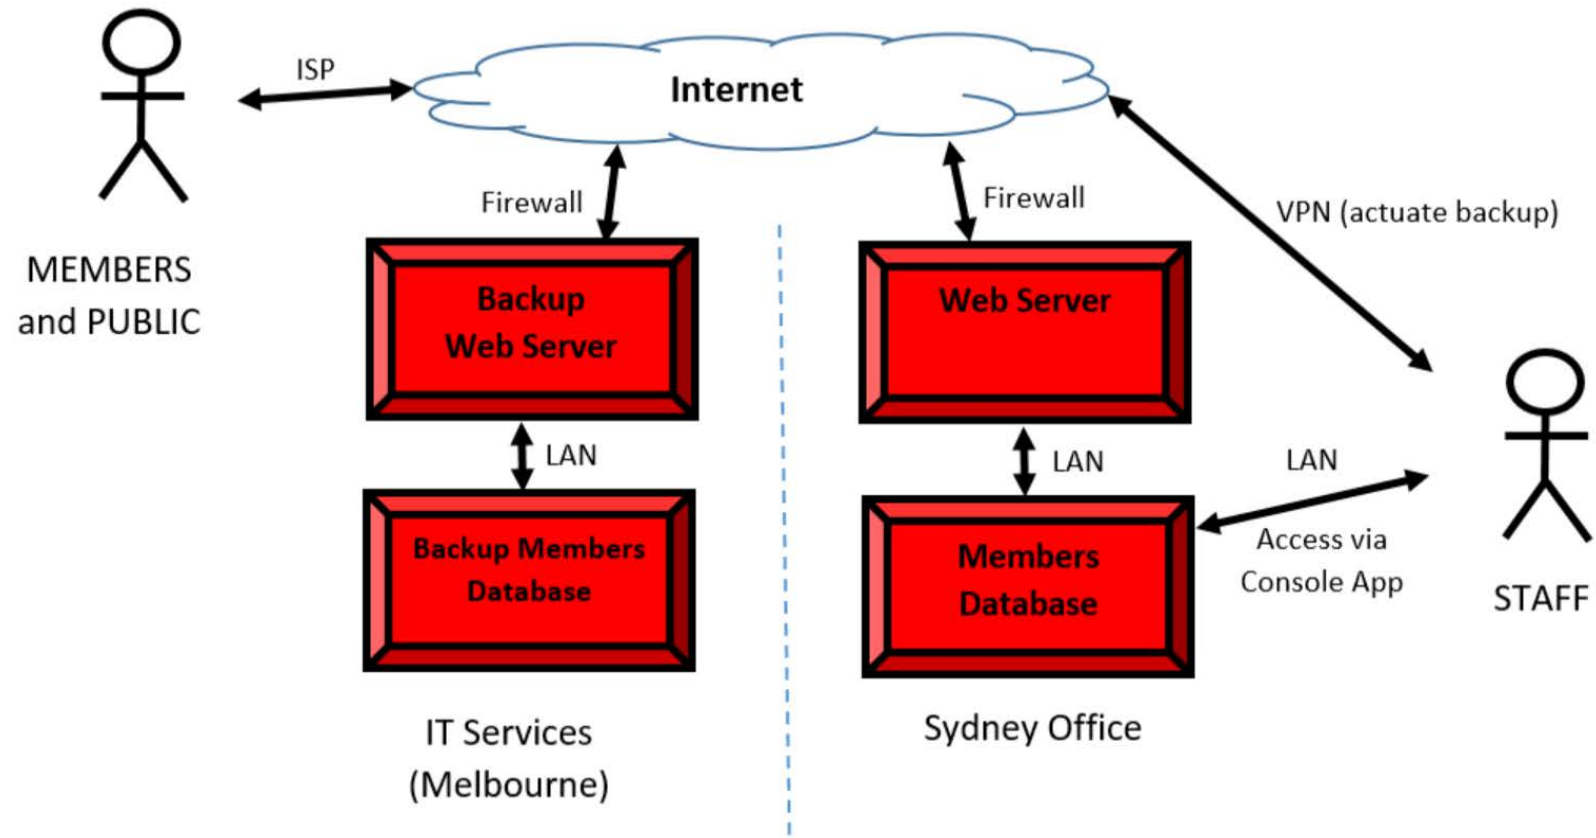 ISP
Internet
Firewall
Firewall
VPN (actuate backup)
MEMBERS
and PUBLIC
Backup
Web Server
Web Server
LAN
LAN
LAN
Access via
Console App
Backup Members
Database
Members
Database
STAFF
IT Services
(Melbourne)
Sydney Office